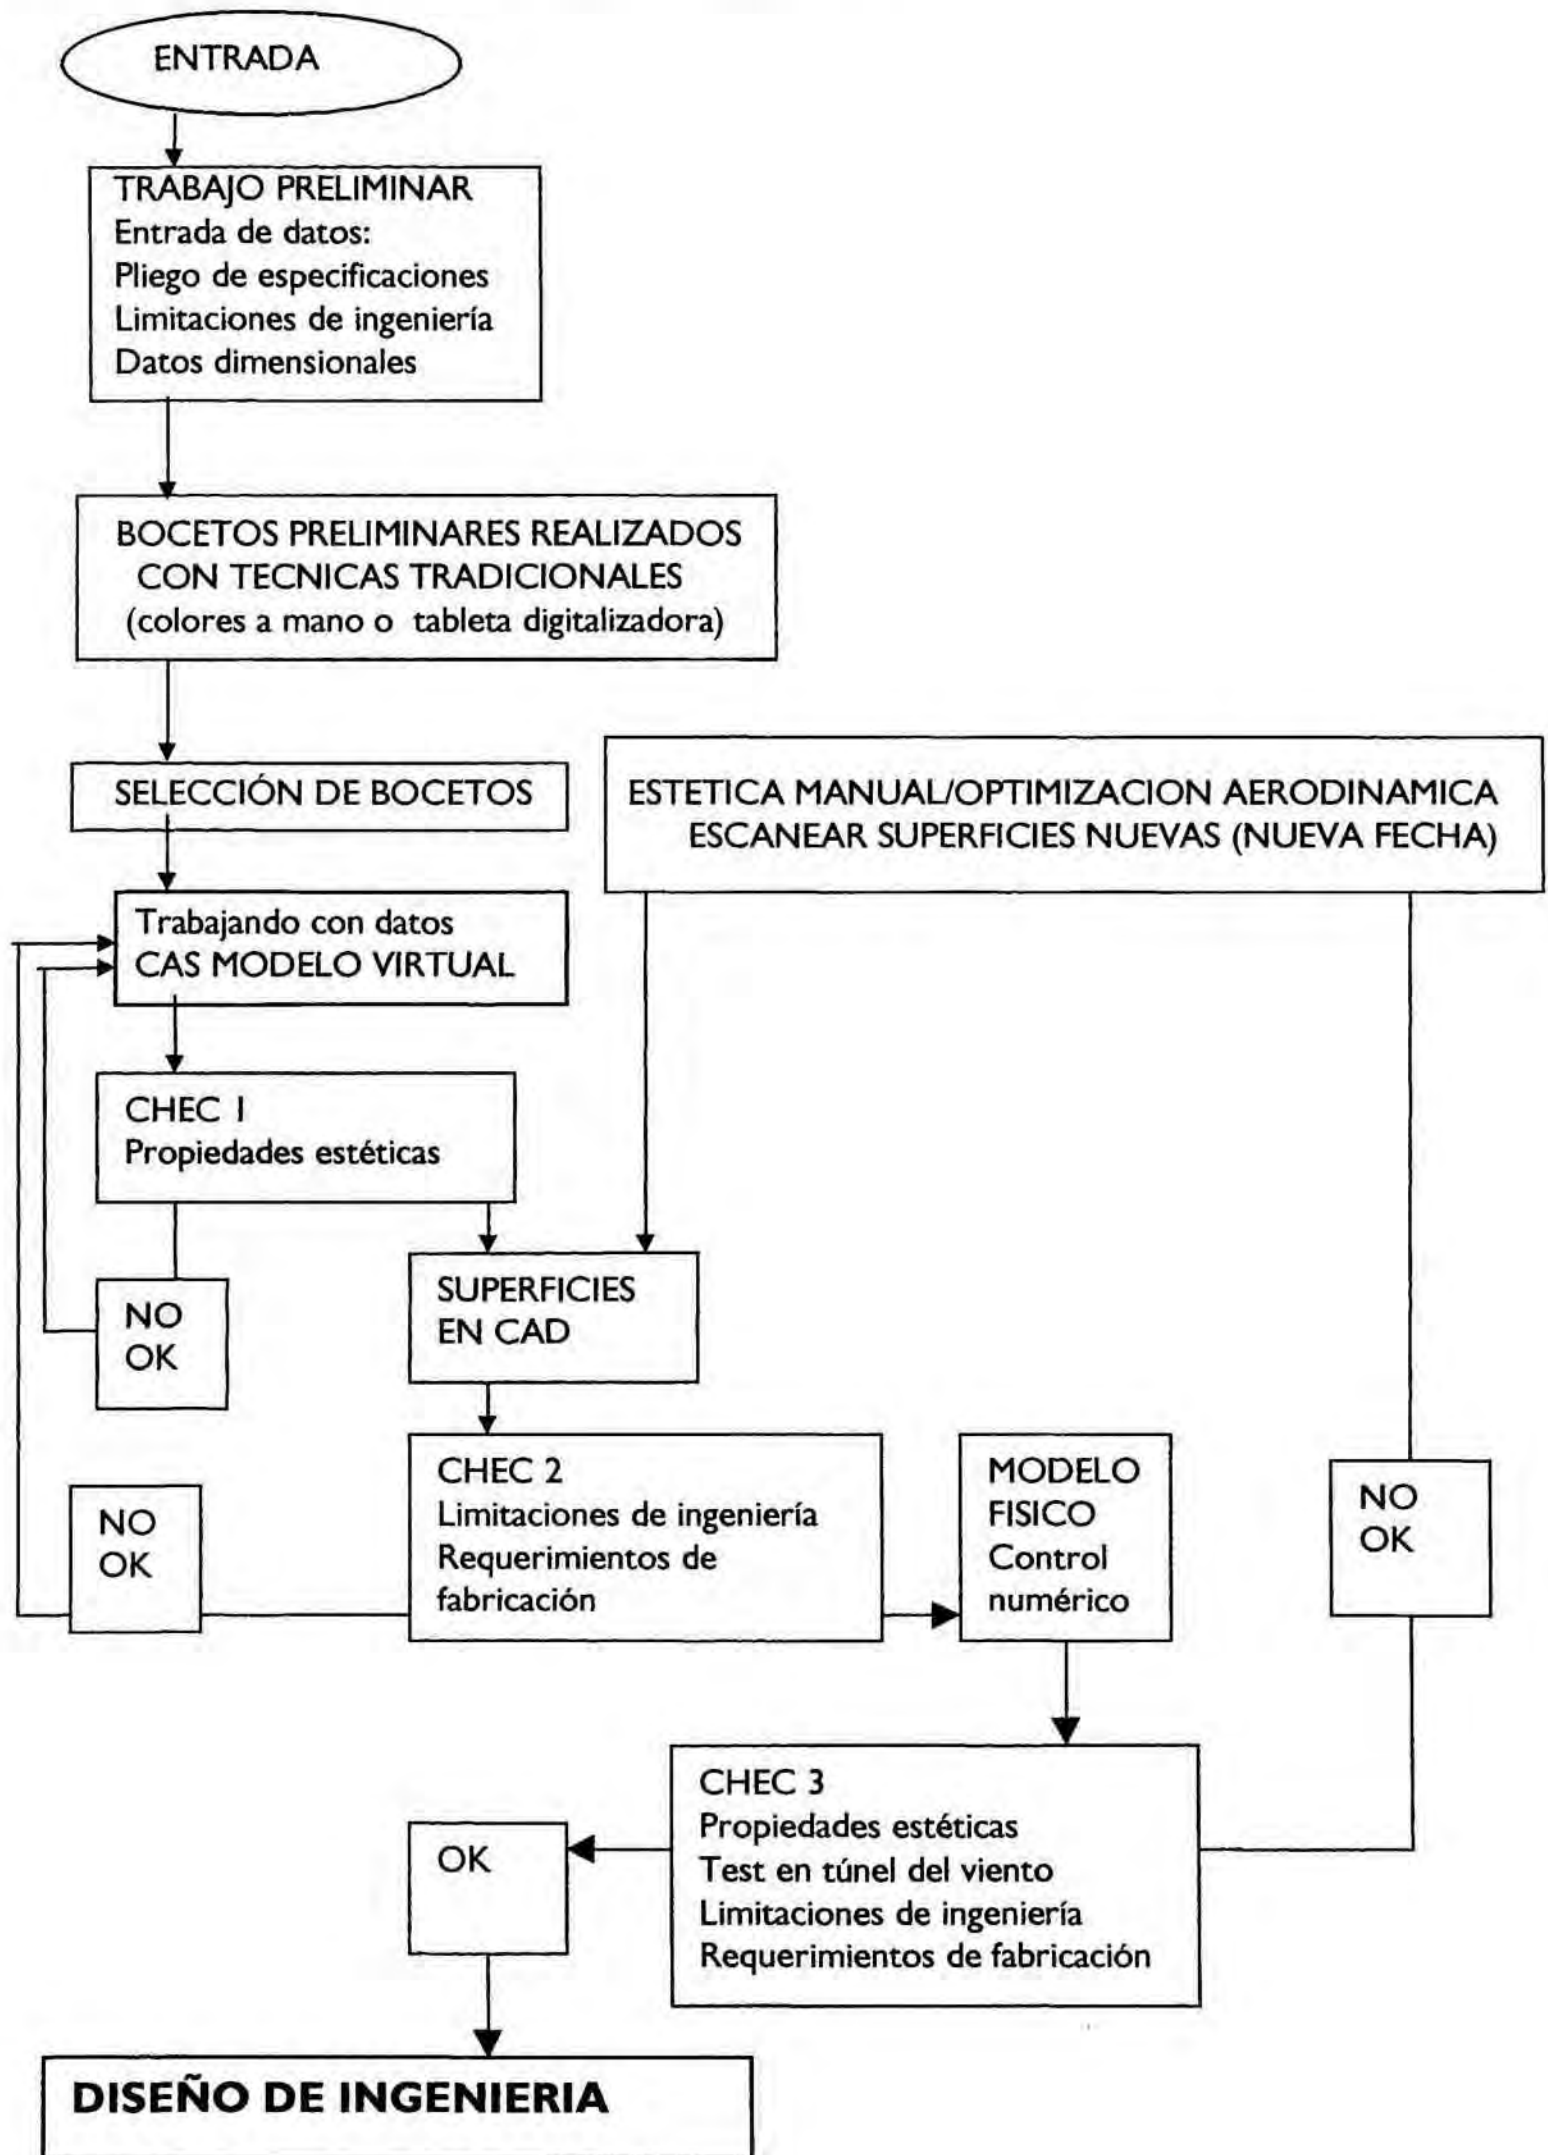 ENTRADA
TRABAJO PRELIMINAR
Entrada de datos:
Pliego de especificaciones
Limitaciones de ingeniería
Datos dimensionales
BOCETOS PRELIMINARES REALIZADOS
CON TECNICAS TRADICIONALES
(colores a mano o tableta digitalizadora)
SELECCIÓN DE BOCETOS
ESTETICA MANUAL/OPTIMIZACION AERODINAMICA
ESCANEAR SUPERFICIES NUEVAS (NUEVA FECHA)
Trabajando con datos
CAS MODELO VIRTUAL
CHEC I
Propiedades estéticas
NO
OK
SUPERFICIES
EN CAD
NO
OK
CHEC 2
Limitaciones de ingeniería
Requerimientos de
fabricación
MODELO
FISICO
Control
numérico
NO
OK
CHEC 3
Propiedades estéticas
Test en túnel del viento
Limitaciones de ingeniería
Requerimientos de fabricación
OK
DISEÑO DE INGENIERIA